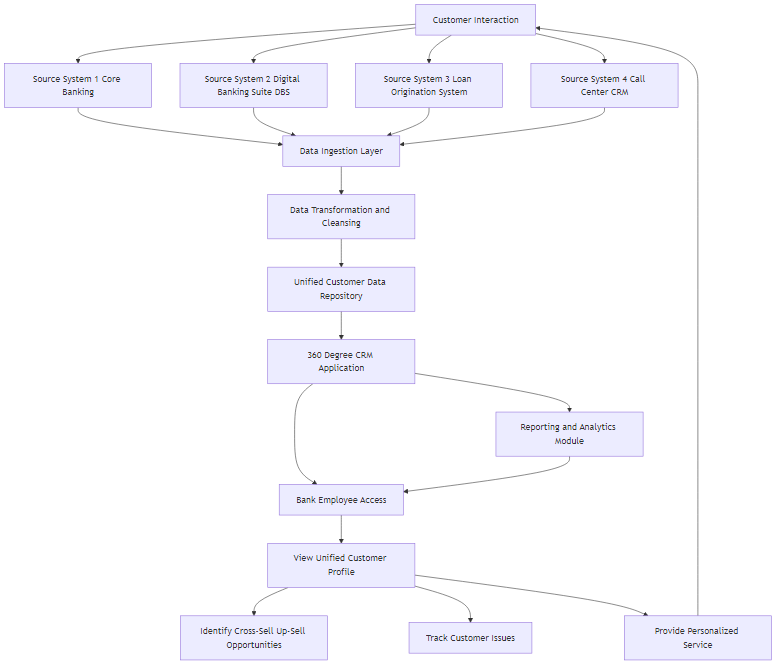 Customer Interaction
Source System 1 Core
Banking
Source System 2 Digital
Banking Suite DBS
Source System 3 Loan
Origination System
Source System 4 Call
Center CRM
Data Ingestion Layer
Data Transformation and
Cleansing
Unified Customer Data
Repository
360 Degree CRM
Application
Reporting and Analytics
Module
Bank Employee Access
View Unified Customer
Profile
Identify Cross-Sell Up-Sell
Opportunities
Track Customer Issues
Provide Personalized
Service